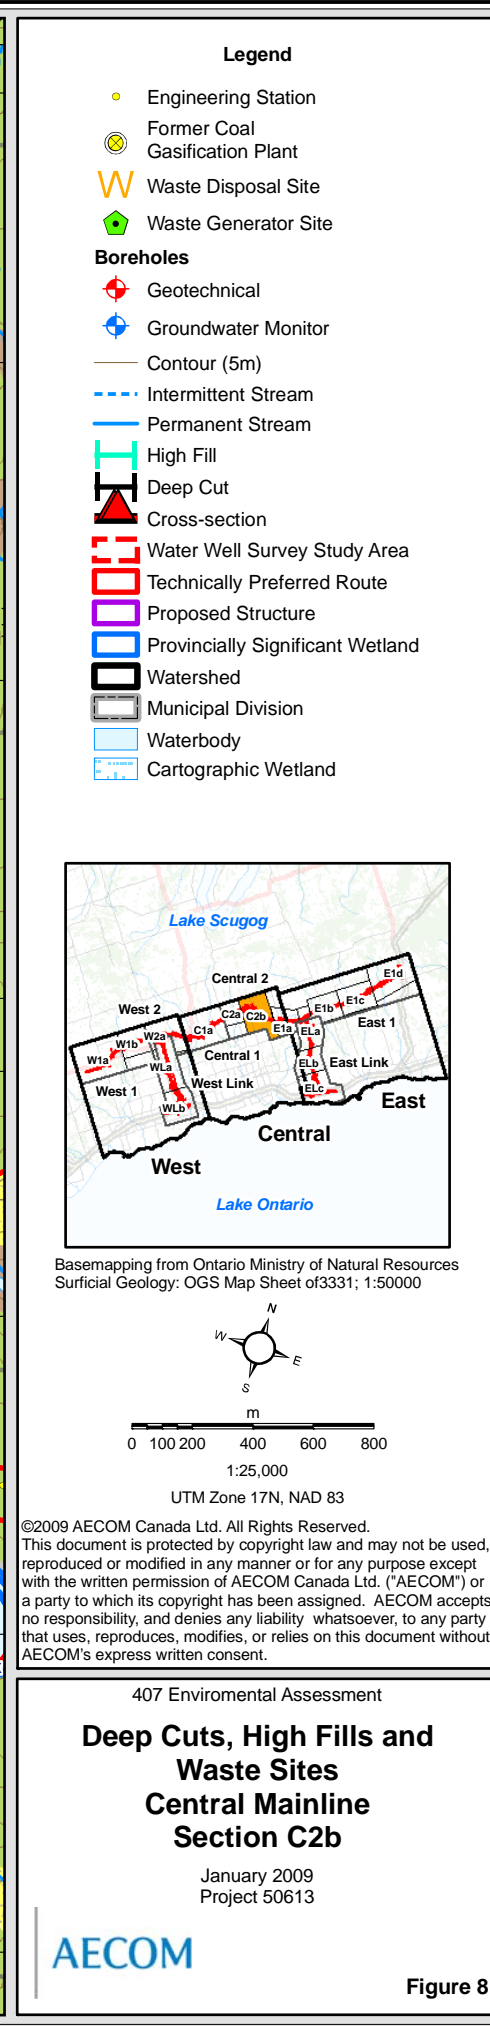 Legend
Engineering Station
Former Coal
Gasification Plant
W Waste Disposal Site
Waste Generator Site
Boreholes
Geotechnical
Groundwater Monitor
Contour (5m)
Intermittent Stream
Permanent Stream
High Fill
Deep Cut
Cross-section
Water Well Survey Study Area
Technically Preferred Route
Proposed Structure
Provincially Significant Wetland
Watershed
Municipal Division
Waterbody
Cartographic Wetland
Lake Scugog
Central 2
E1d
E1c
E1b
West 2
C2a
C2b
E1a
ELa
East 1
C1a
W2a
W1b
W1a
Central 1
WLa
ELb
East Link
West 1
West Link
ELc
WLb
East
Central
West
Lake Ontario
Basemapping from Ontario Ministry of Natural Resources
Surficial Geology: OGS Map Sheet of3331; 1:50000
N
W
E
S
m
0 100 200 400 600 800
1:25,000
UTM Zone 17N, NAD 83
©2009 AECOM Canada Ltd. All Rights Reserved.
This document is protected by copyright law and may not be used,
reproduced or modified in any manner or for any purpose except
with the written permission of AECOM Canada Ltd. ("AECOM") or
a party to which its copyright has been assigned. AECOM accepts
no responsibility, and denies any liability whatsoever, to any party
that uses, reproduces, modifies, or relies on this document without
AECOM's express written consent.
407 Enviromental Assessment
Deep Cuts, High Fills and
Waste Sites
Central Mainline
Section C2b
January 2009
Project 50613
AECOM
Figure 8